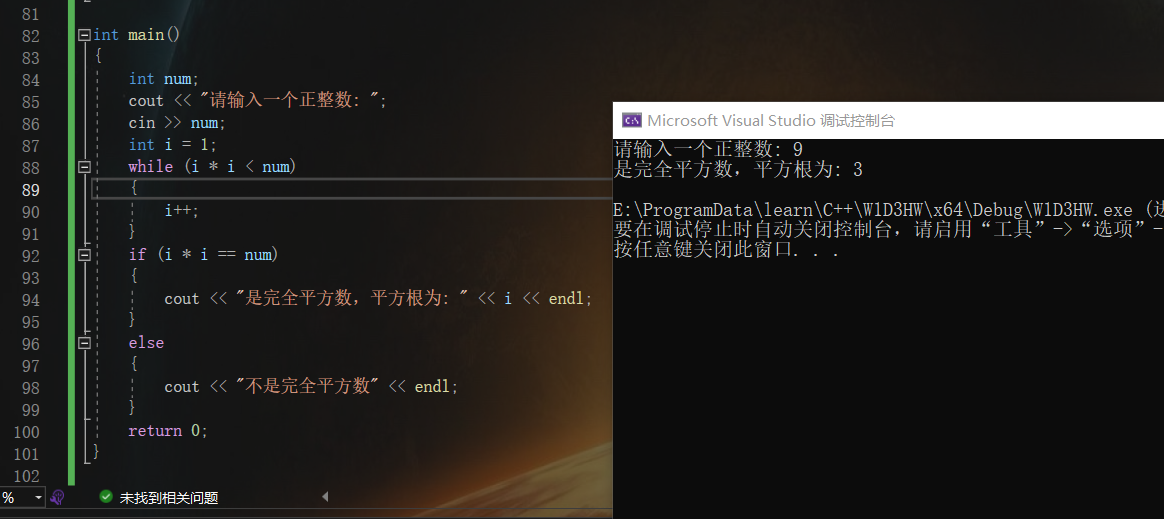 81
82 int main()
83 {
84 int num;
85 cout << "请输入一个正整数: ";
86 cin >> num;
87 int i = 1;
88 while (i * i < num)
89 {
90 i++;
91 }
92 if (i * i == num)
93 {
94 cout << "是完全平方数，平方根为: " << i << endl;
95 }
96 else
97 {
98 cout << "不是完全平方数" << endl;
99 }
100 return 0;
101 }
102
% 未找到相关问题
Microsoft Visual Studio 调试控制台
请输入一个正整数: 9
是完全平方数，平方根为: 3
E:\ProgramData\learn\C++\W1D3HW\x64\Debug\W1D3HW.exe (进
要在调试停止时自动关闭控制台，请启用“工具”->“选项”-
按任意键关闭此窗口. . .